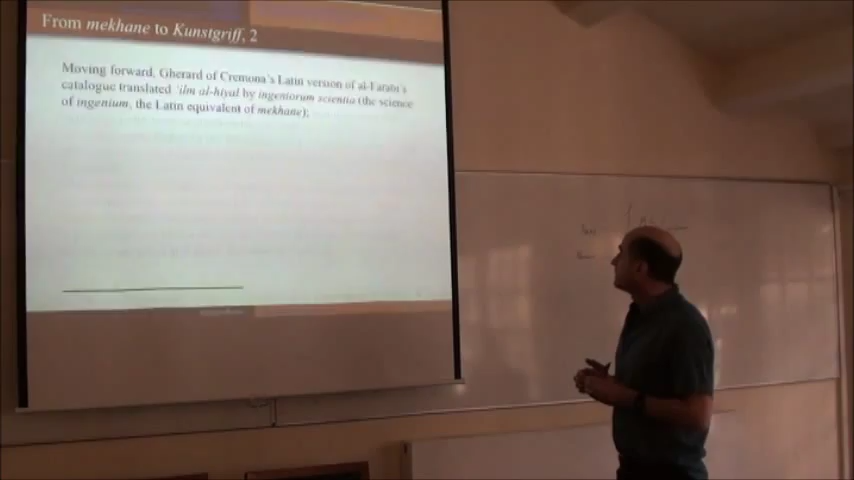 From mekhane to Kunstgriff, 2
Moving forward, Gherard of Cremona's Latin version of al-Farabi's
catalogue translated 'ilm al-hiyal by ingeniorum scientia (the science
of ingenium, the Latin equivalent of mekhane);